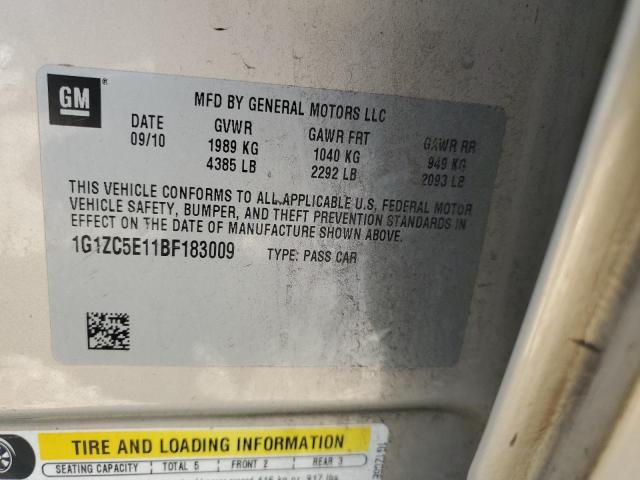 GM
MFD BY GENERAL MOTORS LLC
DATE GVWR GAWR FRT GAWR RR
09/10 1989 KG 1040 KG 949 KG
4385 LB 2292 LB 2093 LB
THIS VEHICLE CONFORMS TO ALL APPLICABLE U.S. FEDERAL MOTOR
VEHICLE SAFETY, BUMPER, AND THEFT PREVENTION STANDARDS IN
EFFECT ON THE DATE OF MANUFACTURE SHOWN ABOVE.
1G1ZC5E11BF183009 TYPE: PASS CAR
TIRE AND LOADING INFORMATION
SEATING CAPACITY TOTAL 5 FRONT 2 REAR 3